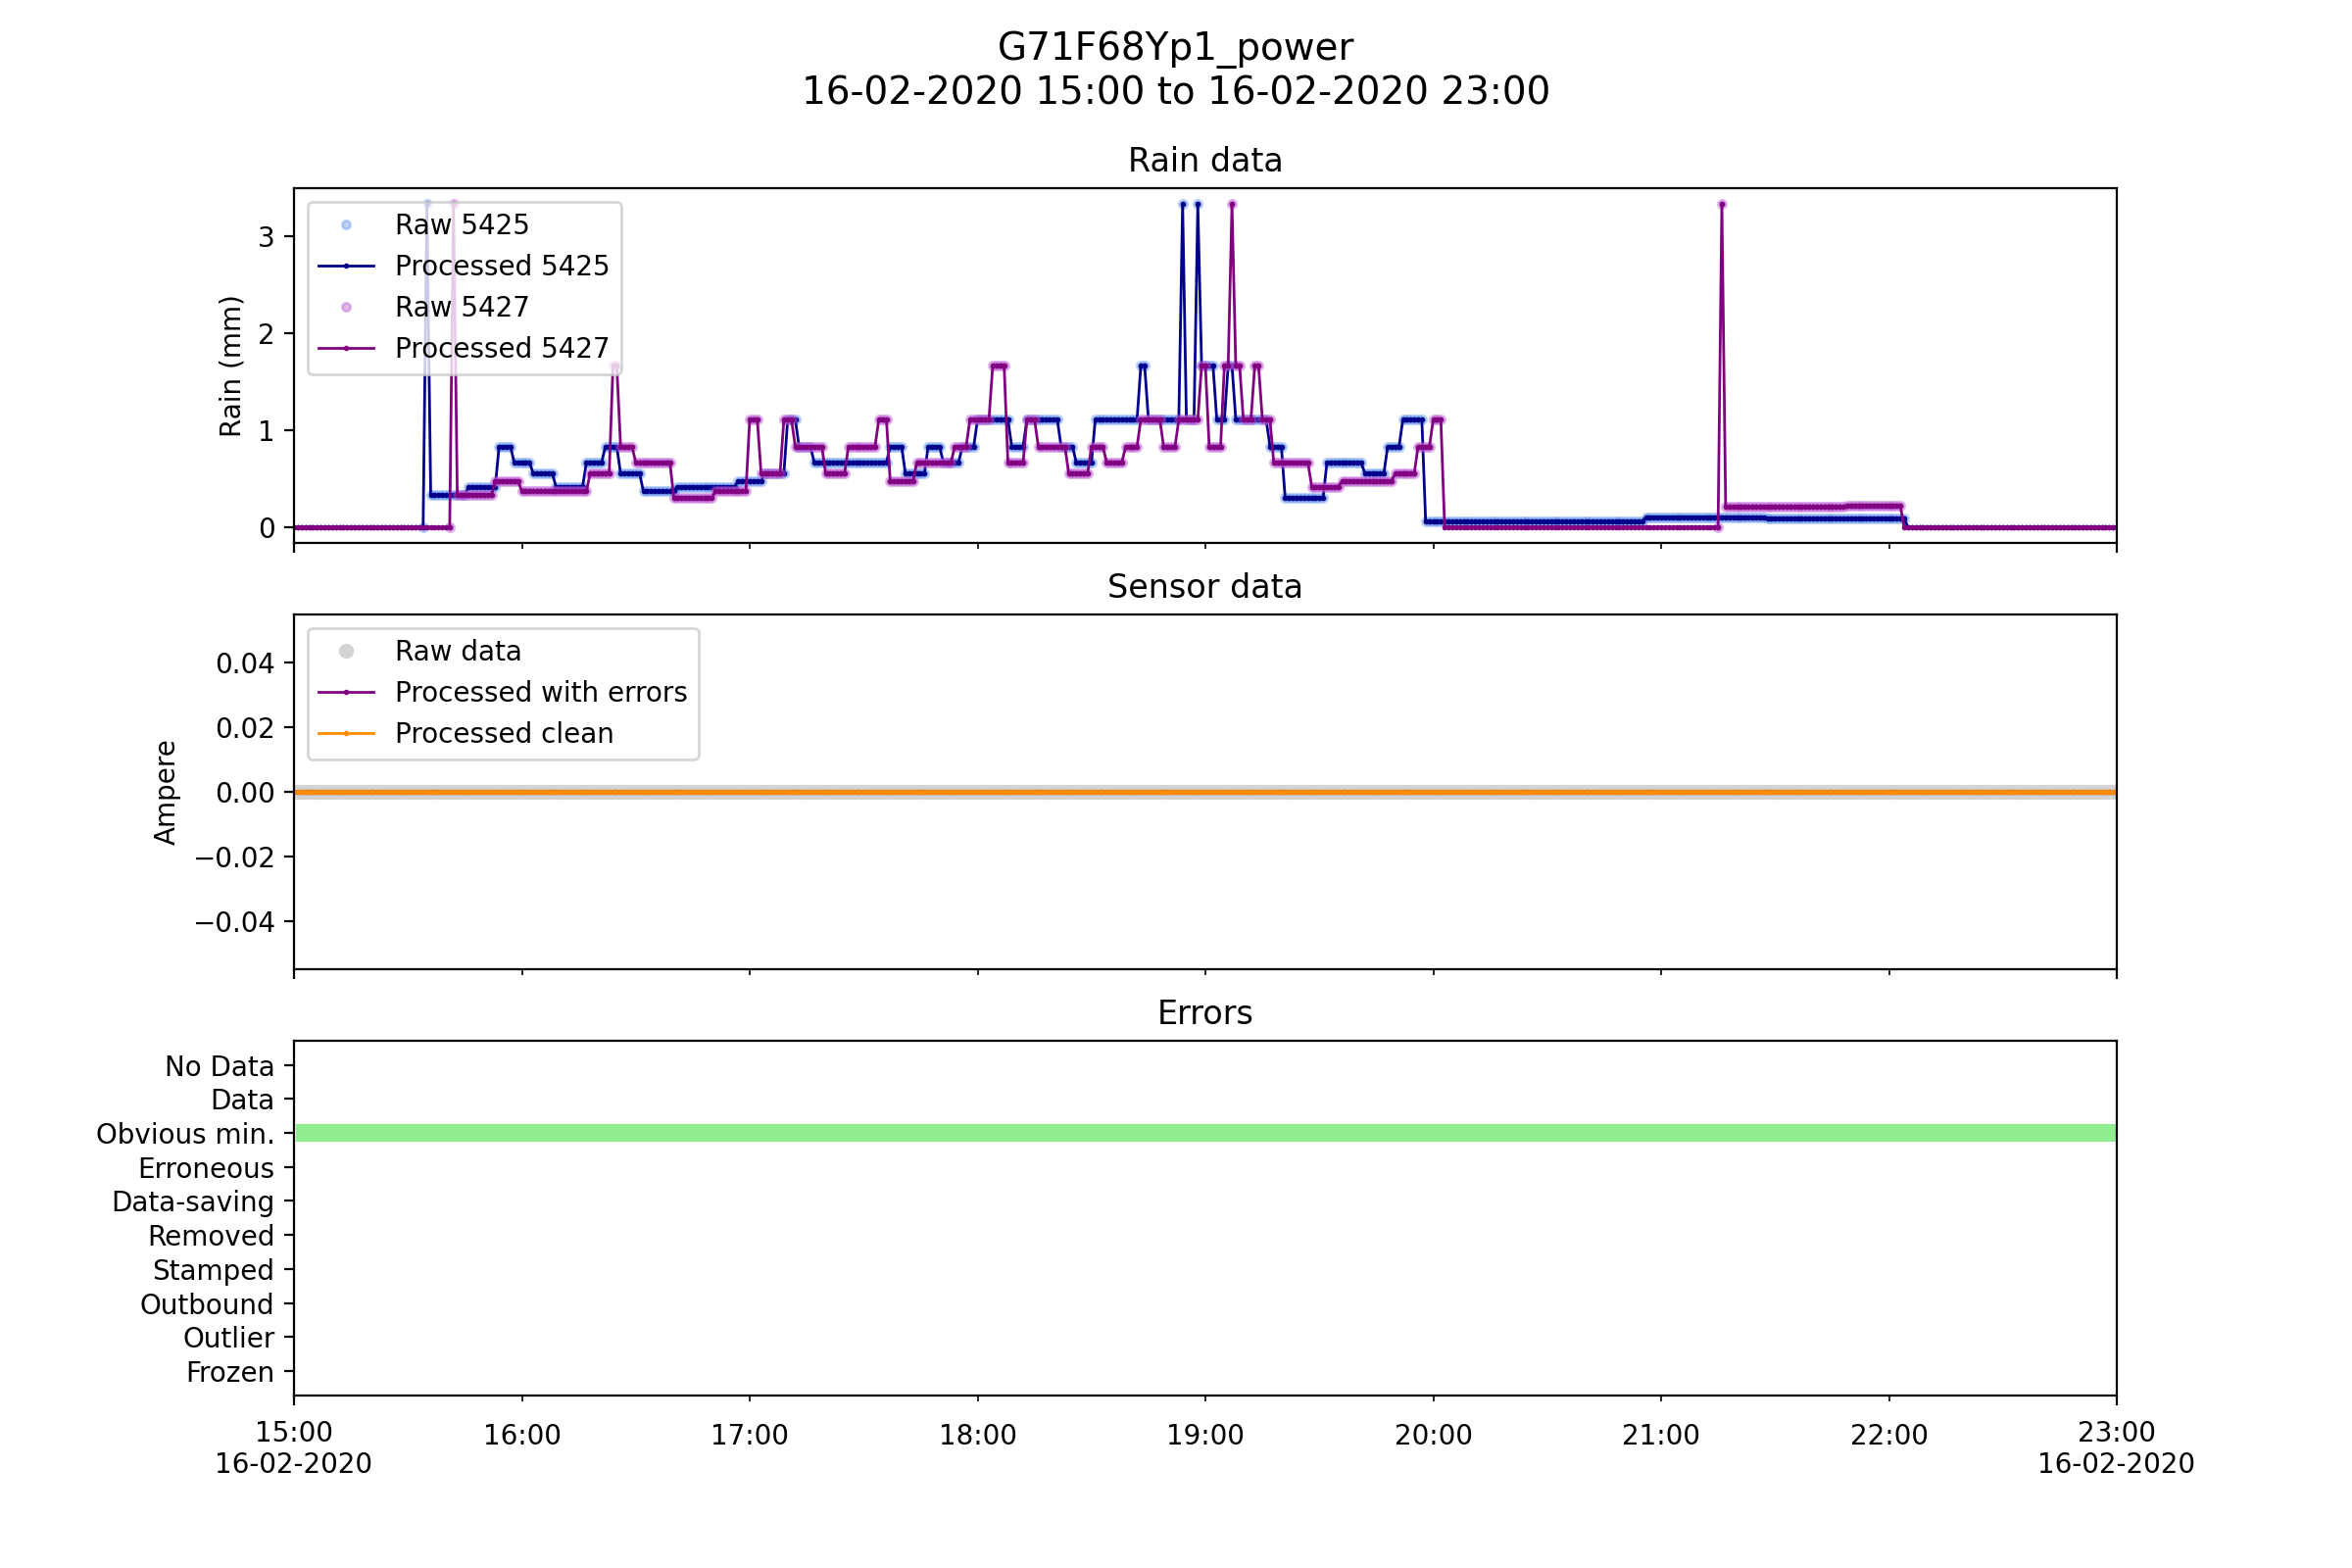 G71F68Yp1_power
16-02-2020 15:00 to 16-02-2020 23:00
Rain data
Rain (mm)
3
2
1
0
Raw 5425
Processed 5425
Raw 5427
Processed 5427
Sensor data
Ampere
0.04
0.02
0.00
−0.02
−0.04
Raw data
Processed with errors
Processed clean
Errors
No Data
Data
Obvious min.
Erroneous
Data-saving
Removed
Stamped
Outbound
Outlier
Frozen
15:00 16:00 17:00 18:00 19:00 20:00 21:00 22:00 23:00
16-02-2020 16-02-2020